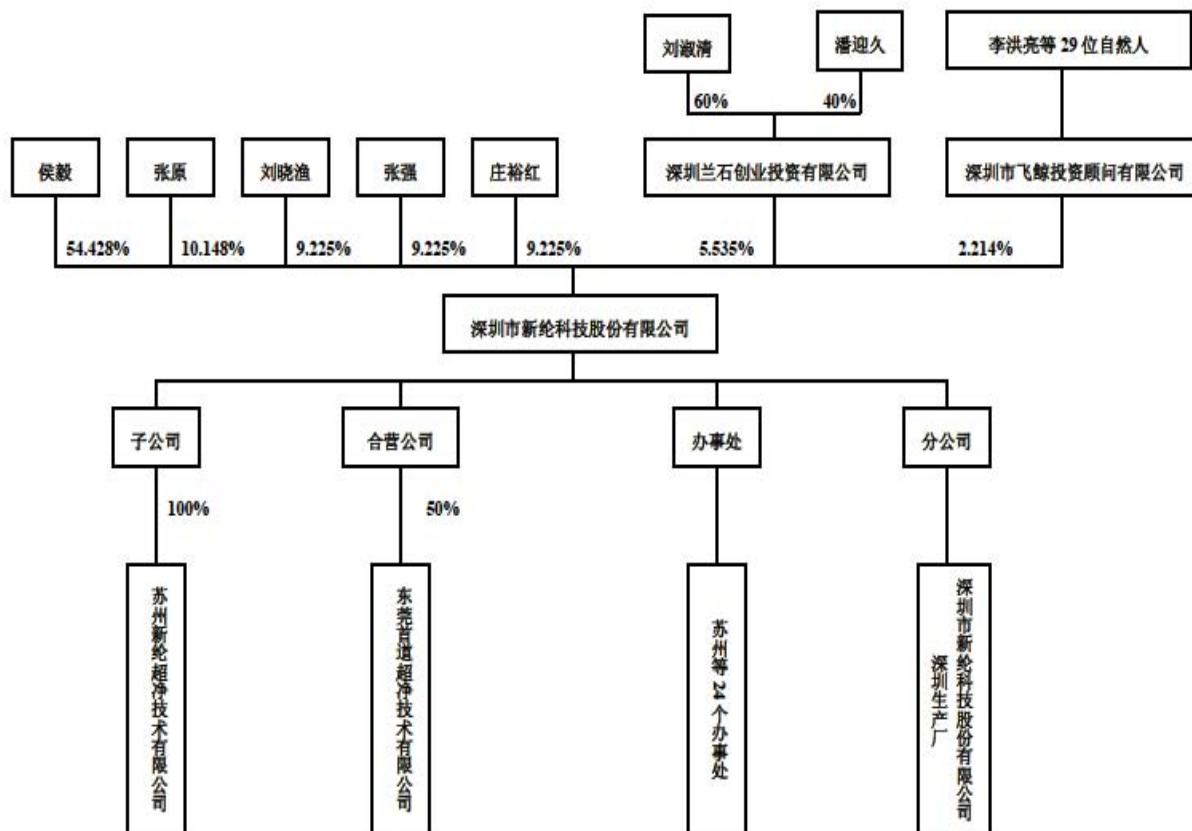 刘淑清
潘迎久
李洪亮等 29 位自然人
60%
40%
侯毅
张原
刘晓渔
张强
庄裕红
深圳兰石创业投资有限公司
深圳市飞鲸投资顾问有限公司
54.428%
10.148%
9.225%
9.225%
9.225%
5.535%
2.214%
深圳市新纶科技股份有限公司
子公司
合营公司
办事处
分公司
100%
50%
苏州新纶超净技术有限公司
东莞首道超净技术有限公司
苏州等 24 个办事处
深圳市新纶科技股份有限公司
深圳生产厂